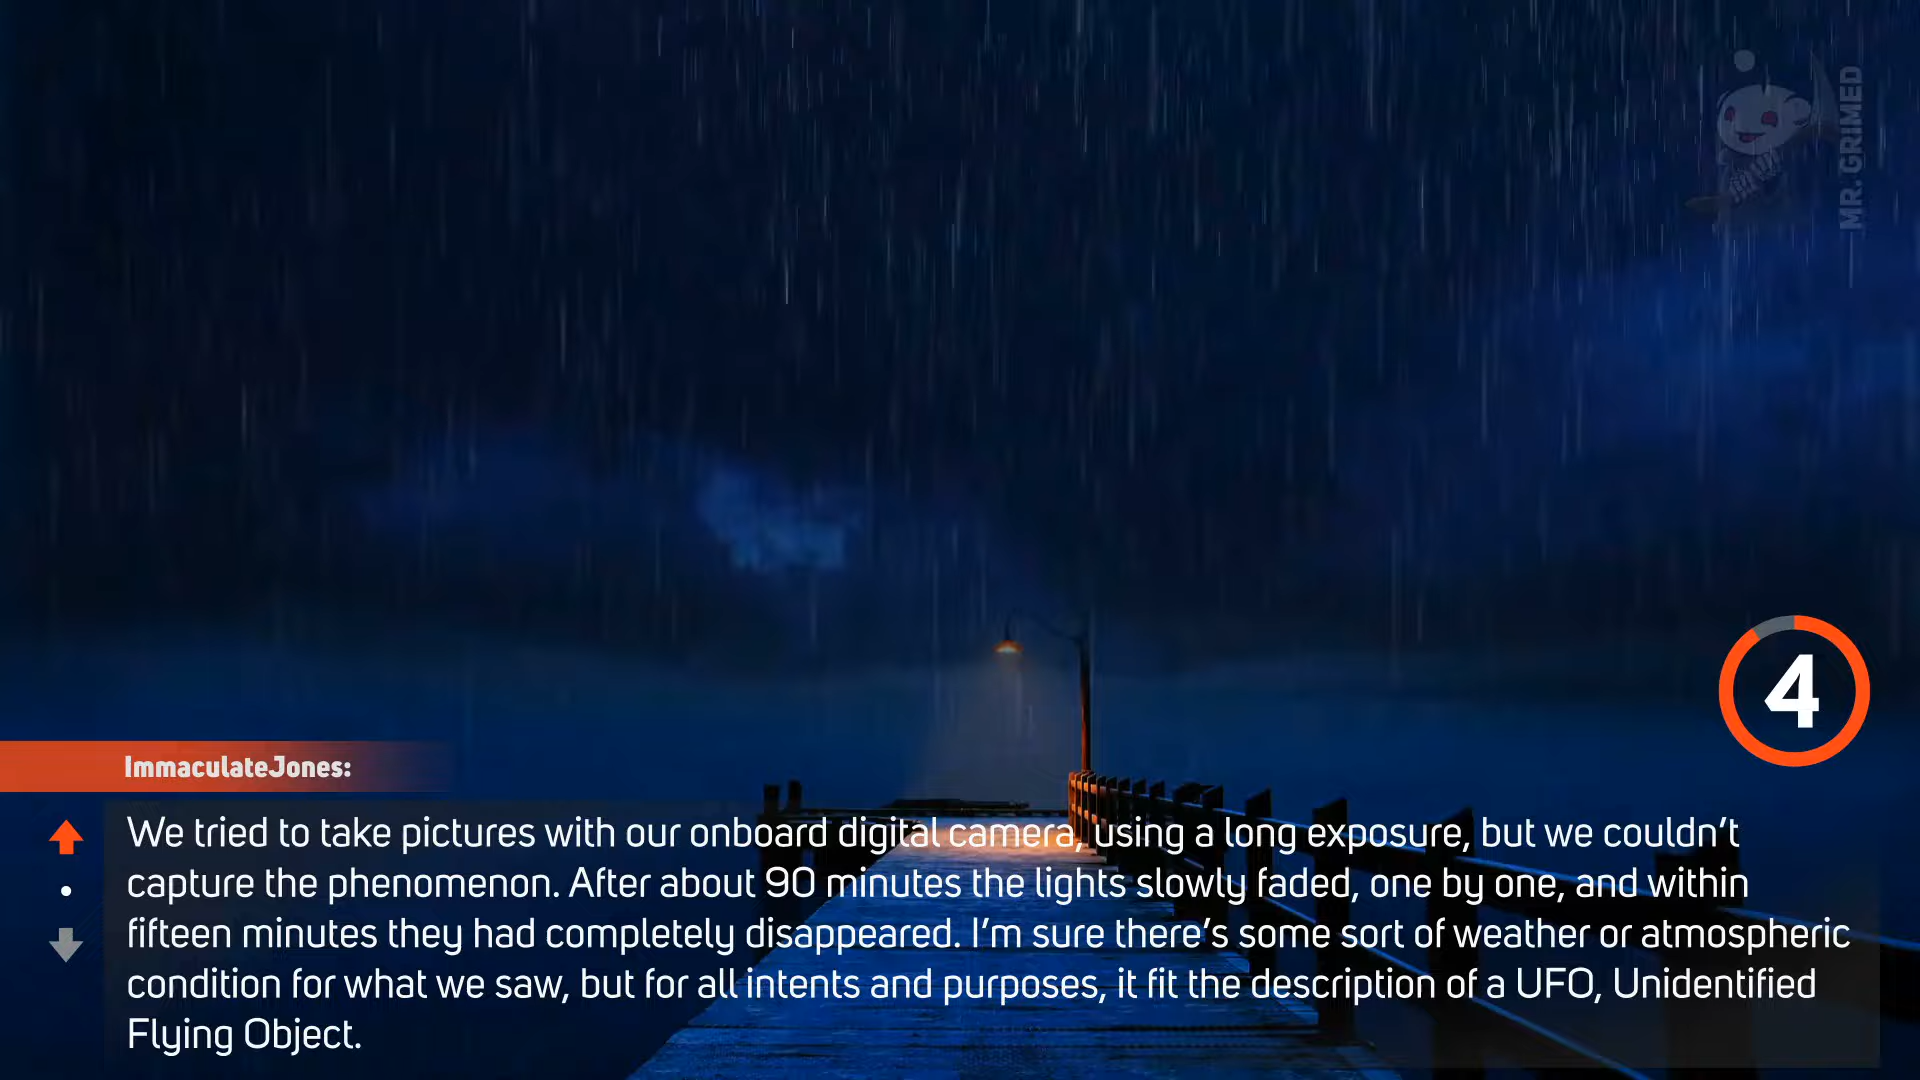 MR. GRIMED
4
ImmaculateJones:
We tried to take pictures with our onboard digital camera, using a long exposure, but we couldn't
capture the phenomenon. After about 90 minutes the lights slowly faded, one by one, and within
fifteen minutes they had completely disappeared. I'm sure there's some sort of weather or atmospheric
condition for what we saw, but for all intents and purposes, it fit the description of a UFO, Unidentified
Flying Object.